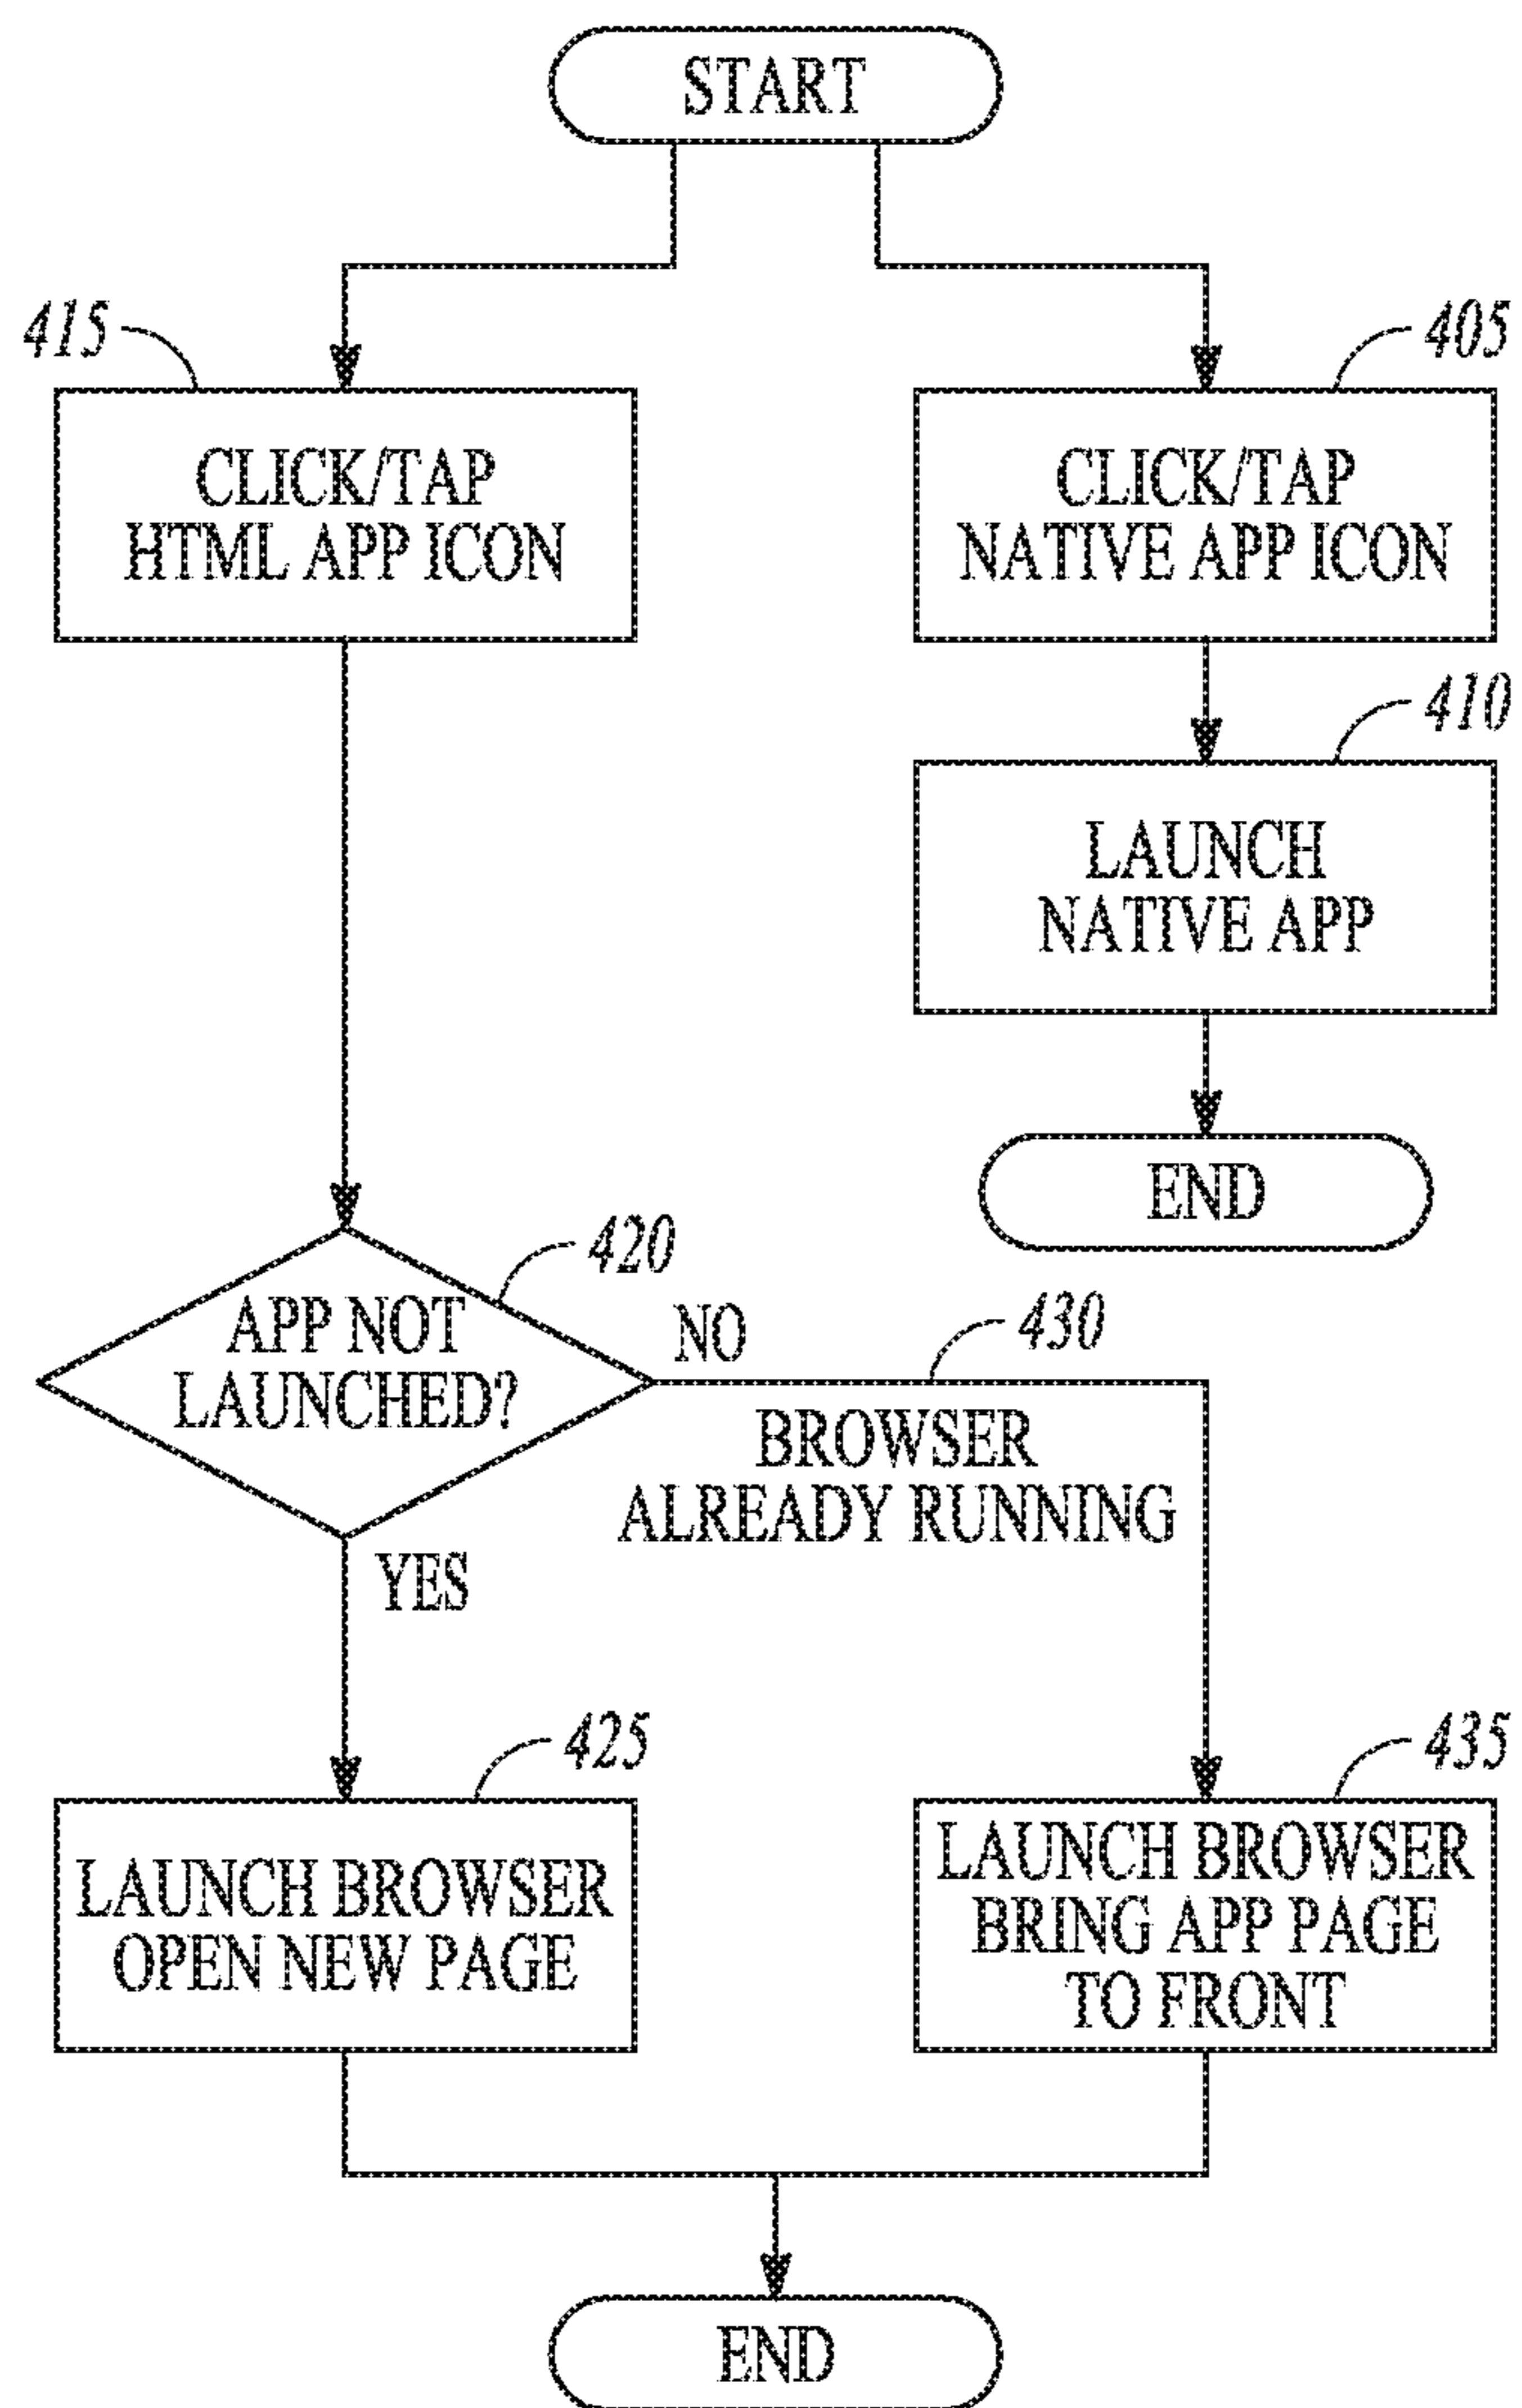 START
415
405
CLICK/TAP
HTML APP ICON
CLICK/TAP
NATIVE APP ICON
410
LAUNCH
NATIVE APP
END
420
APP NOT
LAUNCHED?
NO
430
BROWSER
ALREADY RUNNING
YES
425
435
LAUNCH BROWSER
OPEN NEW PAGE
LAUNCH BROWSER
BRING APP PAGE
TO FRONT
END